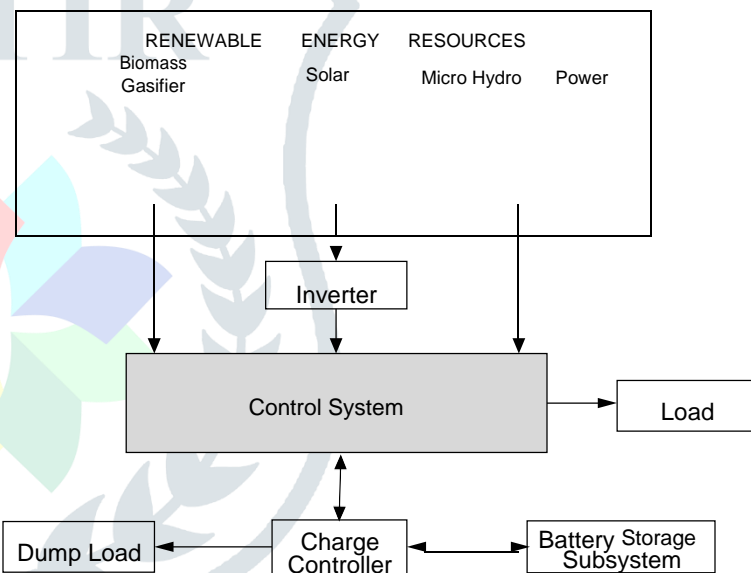 RENEWABLE ENERGY RESOURCES
Biomass
Gasifier
Solar
Micro Hydro Power
Inverter
Control System
Load
Dump Load
Charge
Controller
Battery Storage
Subsystem